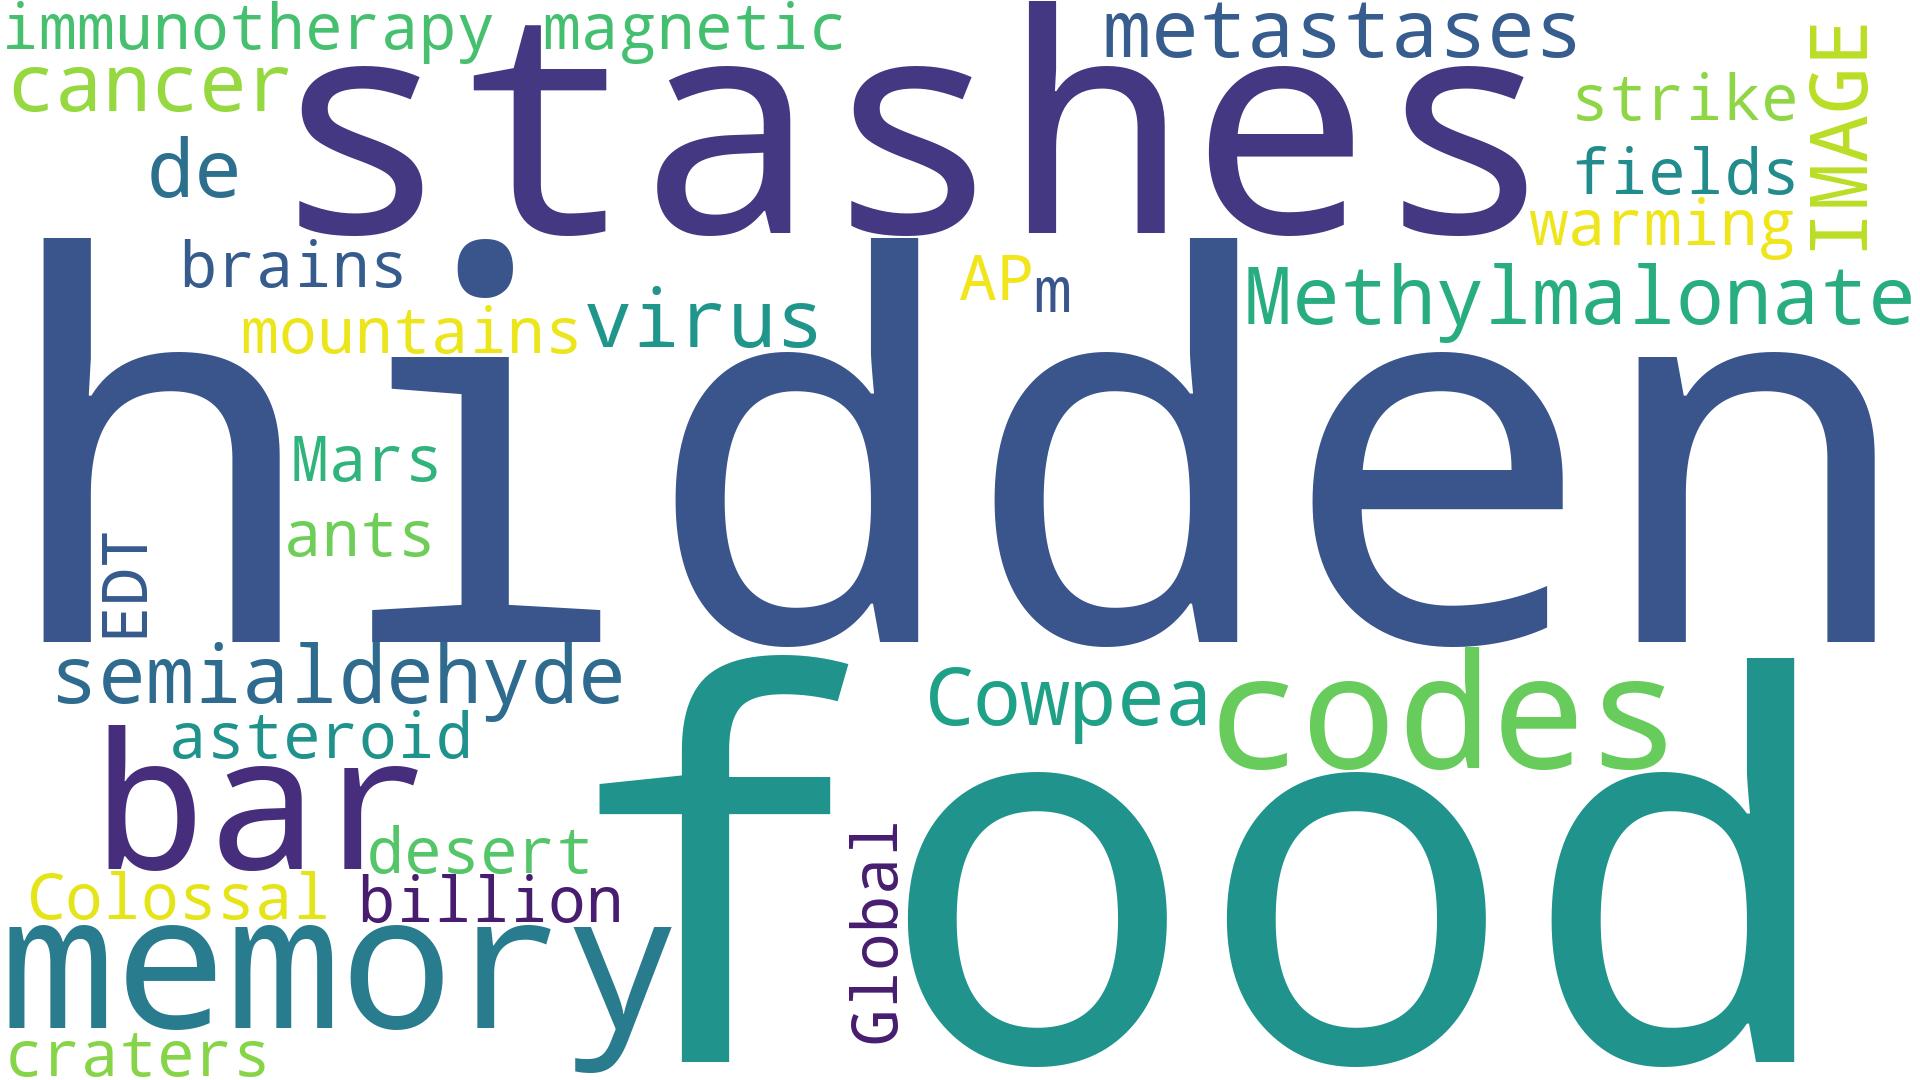 immunotherapy magnetic metastases
cancer stashes strike IMAGE
de fields
warming
brains AP m Methylmalonate
mountains virus
hidden
Mars
ants
EDT
semialdehyde Cowpea codes
asteroid
bar food
desert Global
Colossal billion
memory
craters